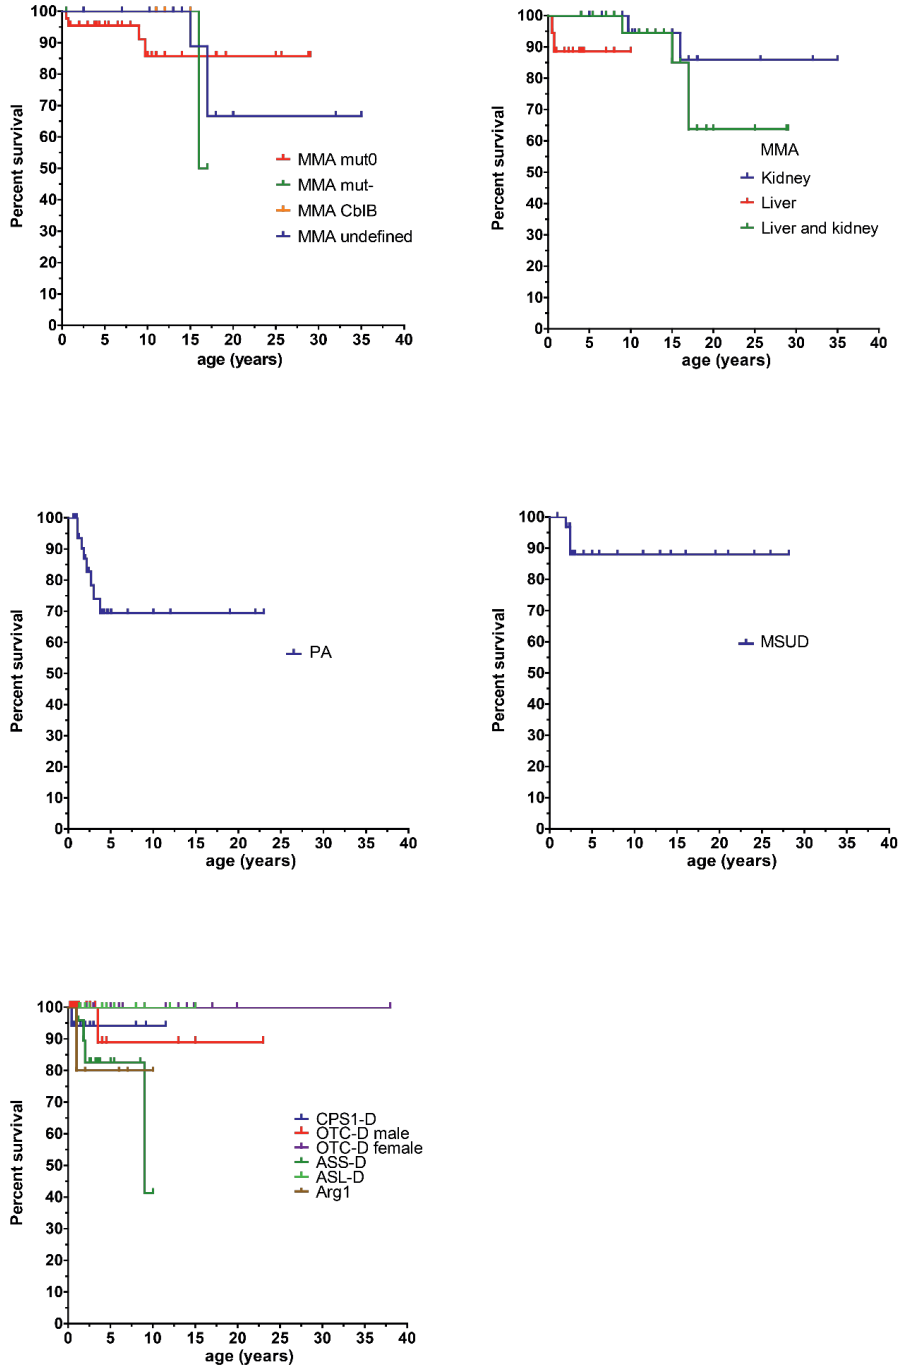 Percent survival
100
90
80
70
60
50
40
30
20
10
0
0 5 10 15 20 25 30 35 40
age (years)
MMA mut0
MMA mut-
MMA CblB
MMA undefined
Percent survival
100
90
80
70
60
50
40
30
20
10
0
0 5 10 15 20 25 30 35 40
age (years)
MMA
Kidney
Liver
Liver and kidney
Percent survival
100
90
80
70
60
50
40
30
20
10
0
0 5 10 15 20 25 30 35 40
age (years)
PA
Percent survival
100
90
80
70
60
50
40
30
20
10
0
0 5 10 15 20 25 30 35 40
age (years)
MSUD
Percent survival
100
90
80
70
60
50
40
30
20
10
0
0 5 10 15 20 25 30 35 40
age (years)
CPS1-D
OTC-D male
OTC-D female
ASS-D
ASL-D
Arg1